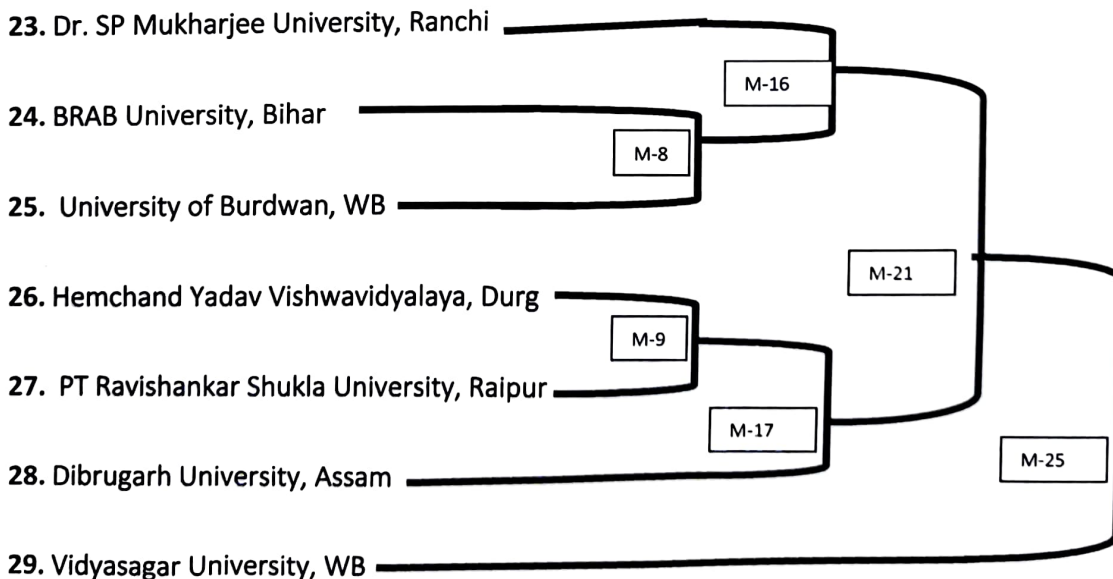 23. Dr. SP Mukharjee University, Ranchi
M-16
24. BRAB University, Bihar
M-8
25. University of Burdwan, WB
M-21
26. Hemchand Yadav Vishwavidyalaya, Durg
M-9
27. PT Ravishankar Shukla University, Raipur
M-17
M-25
28. Dibrugarh University, Assam
29. Vidyasagar University, WB